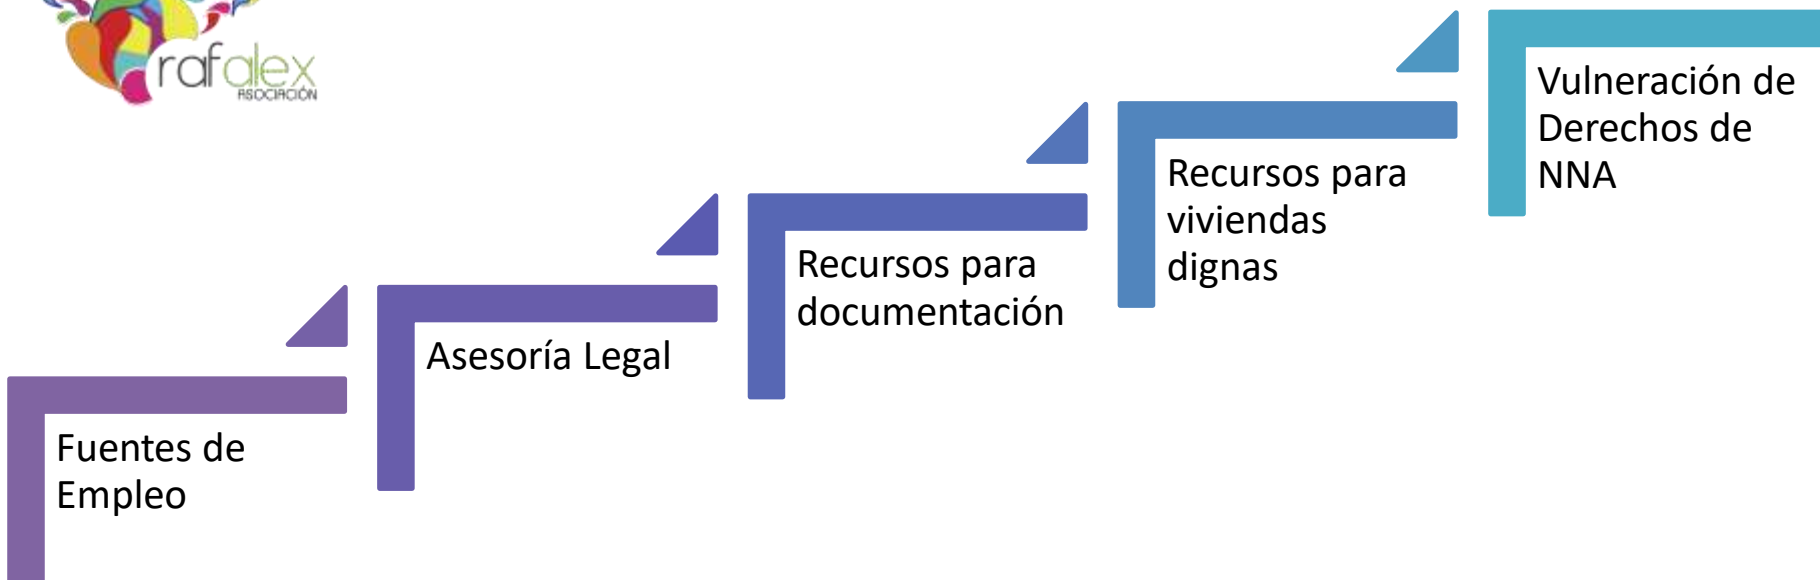 rafalex
ASOCIACIÓN
Fuentes de
Empleo
Asesoría Legal
Recursos para
documentación
Recursos para
viviendas
dignas
Vulneración de
Derechos de
NNA